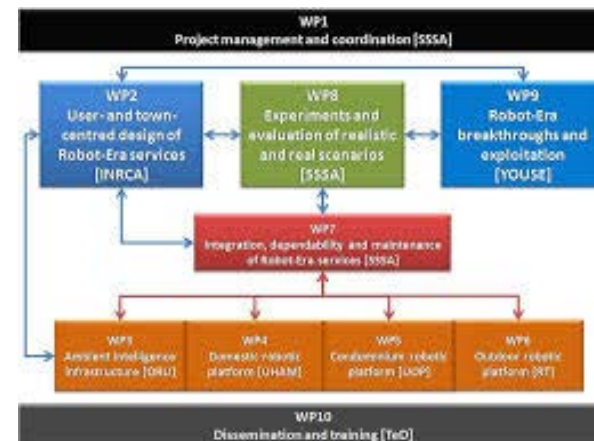 WP1
Project management and coordination [SSSA]
WP2
User- and town-
centred design of
Robot-Era services
[INRCA]
WP8
Experiments and
evaluation of realistic
and real scenarios
[SSSA]
WP9
Robot-Era
breakthroughs and
exploitation
[YOUSE]
WP7
Integration, dependability and maintenance
of Robot-Era services [SSSA]
WP3
Ambient intelligence
infrastructure [ORU]
WP4
Domestic robotic
platform [UHAM]
WP5
Condominium robotic
platform [UOP]
WP6
Outdoor robotic
platform [RT]
WP10
Dissemination and training [TeD]